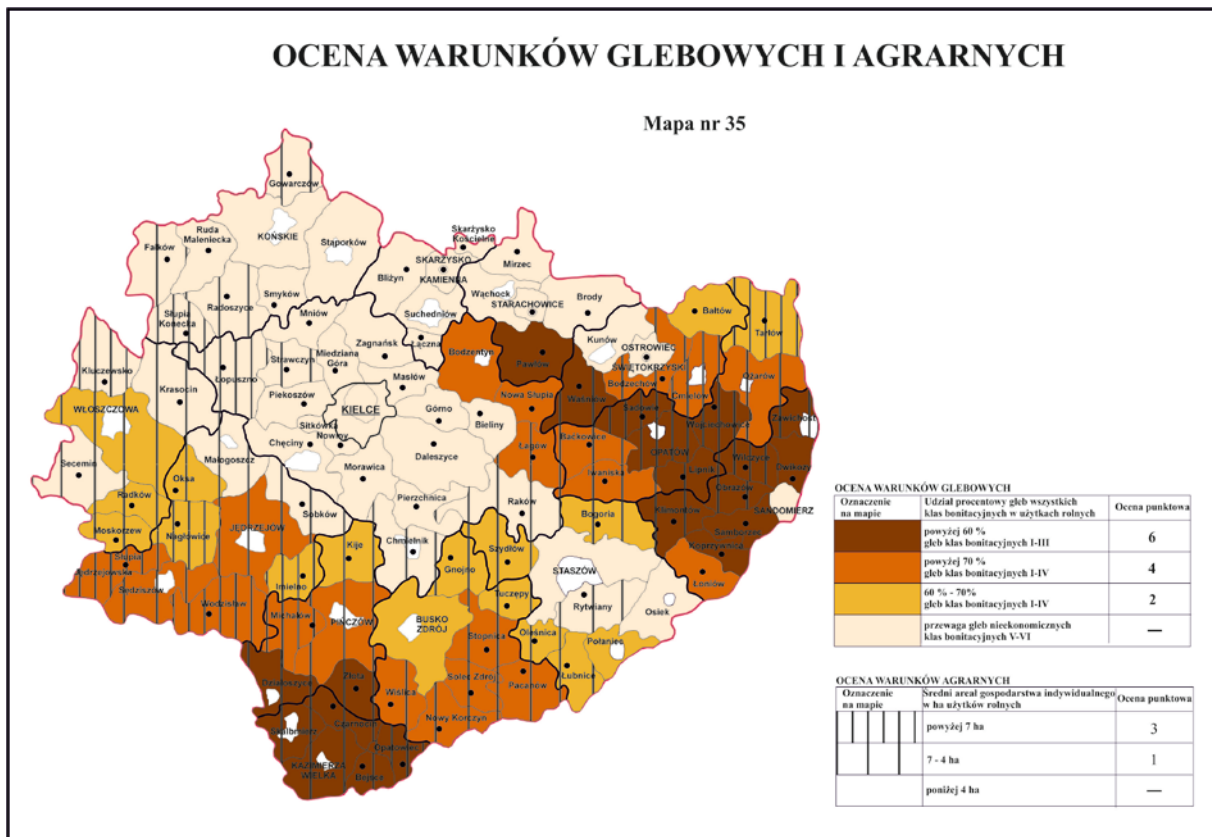 OCENA WARUNKÓW GLEBOWYCH I AGRARNYCH
Mapa nr 35
Gowarczów
Ruda
Maleniecka
KOŃSKIE
Fałków
Stąporków
Skarżysko
Kościelne
SKARZYSKO
KAMIENNA
Mirzec
Bliżyn
Wąchock
STARACHOWICE
Brody
Radoszyce
Smyków
Słupia
Konecka
Mniów
Suchedniów
Bałtów
Tarłów
Łączna
Zagnańsk
Bodzentyn
Kunów
OSTROWIEC
ŚWIĘTOKRZYSKI
Miedziana
Góra
Strawczyn
Pawłów
Kluczewsko
Łopuszno
Masłów
Bodzechów
Ćmielów
Ożarów
Krasocin
Piekoszów
Nowa Słupia
Waśniów
WŁOSZCZOWA
KIELCE
Górno
Bieliny
Sadowie
Wojciechowice
Zawichost
Sitkówka
Nowiny
Chęciny
Łagów
Baćkowice
OPATÓW
Wilczyce
Dwikozy
Małogoszcz
Daleszyce
Secemin
Morawica
Iwaniska
Lipnik
Oksa
Obrazów
Radków
Pierzchnica
Raków
SANDOMIERZ
Sobków
Bogoria
Klimontów
Moskorzew
Nagłowice
JĘDRZEJÓW
Samborzec
Chmielnik
Kije
Szydłów
Koprzywnica
Słupia
Jędrzejowska
Gnojno
STASZÓW
Łoniów
Sędziszów
Imielno
Tuczępy
Rytwiany
Osiek
Wodzisław
Michałów
PIŃCZÓW
BUSKO
ZDRÓJ
Stopnica
Oleśnica
Połaniec
Łubnice
Działoszyce
Złota
Wiślica
Solec Zdrój
Pacanów
Czarnocin
Nowy Korczyn
Skalbmierz
Opatowiec
KAZIMIERZA
WIELKA
Bejsce
OCENA WARUNKÓW GLEBOWYCH
Oznaczenie
na mapie
Udział procentowy gleb wszystkich
klas bonitacyjnych w użytkach rolnych
Ocena punktowa
powyżej 60 %
gleb klas bonitacyjnych I-III
6
powyżej 70 %
gleb klas bonitacyjnych I-IV
4
60 % - 70%
gleb klas bonitacyjnych I-IV
2
przewaga gleb nieekonomicznych
klas bonitacyjnych V-VI
—
OCENA WARUNKÓW AGRARNYCH
Oznaczenie
na mapie
Średni areał gospodarstwa indywidualnego
w ha użytków rolnych
Ocena punktowa
powyżej 7 ha
3
7 - 4 ha
1
poniżej 4 ha
—